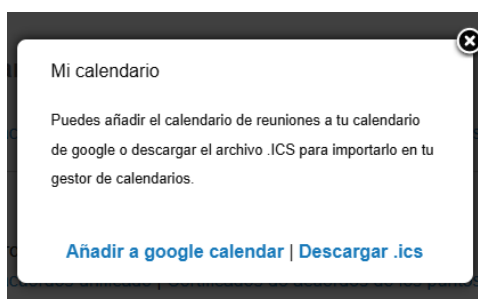 Mi calendario
Puedes añadir el calendario de reuniones a tu calendario
de google o descargar el archivo .ICS para importarlo en tu
gestor de calendarios.
Añadir a google calendar | Descargar .ics